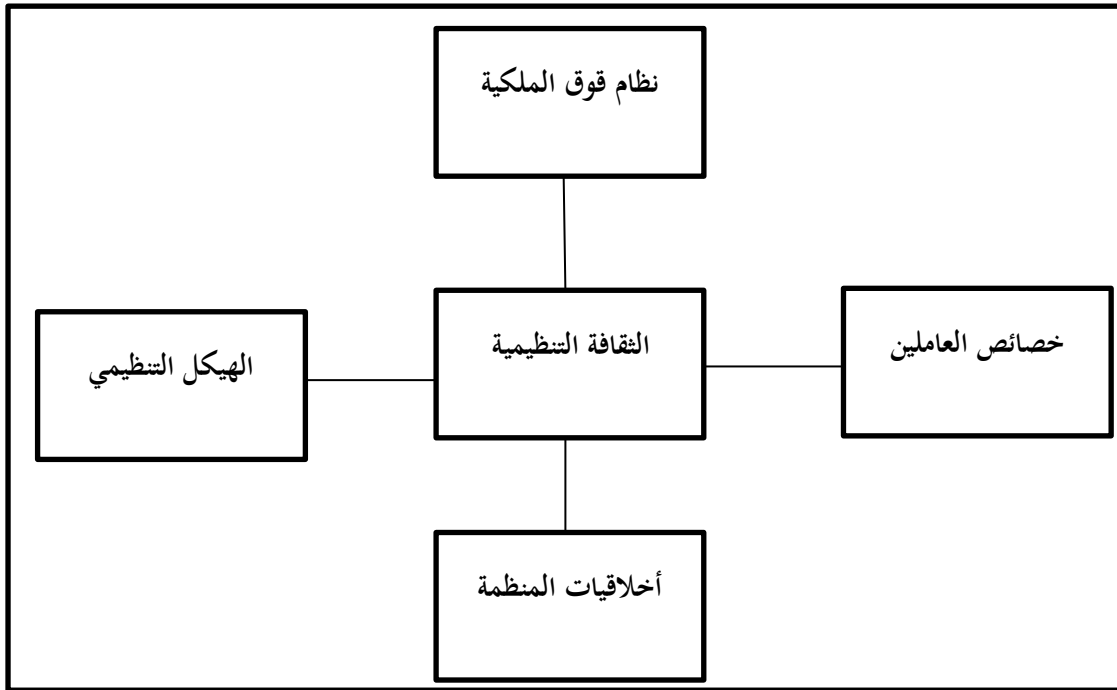 نظام قوق الملكية
خصائص العاملين
الثقافة التنظيمية
الهيكل التنظيمي
أخلاقيات المنظمة